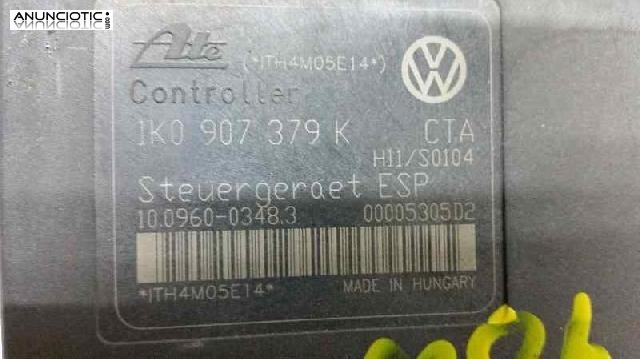 ANUNCIOTIC.com
Ate (*ITH4M05E14*)
Controller
1K0 907 379 K CTA
H11/S0104
Steuergeraet ESP
10.0960-0348.3 00005305D2
*ITH4M05E14* MADE IN HUNGARY